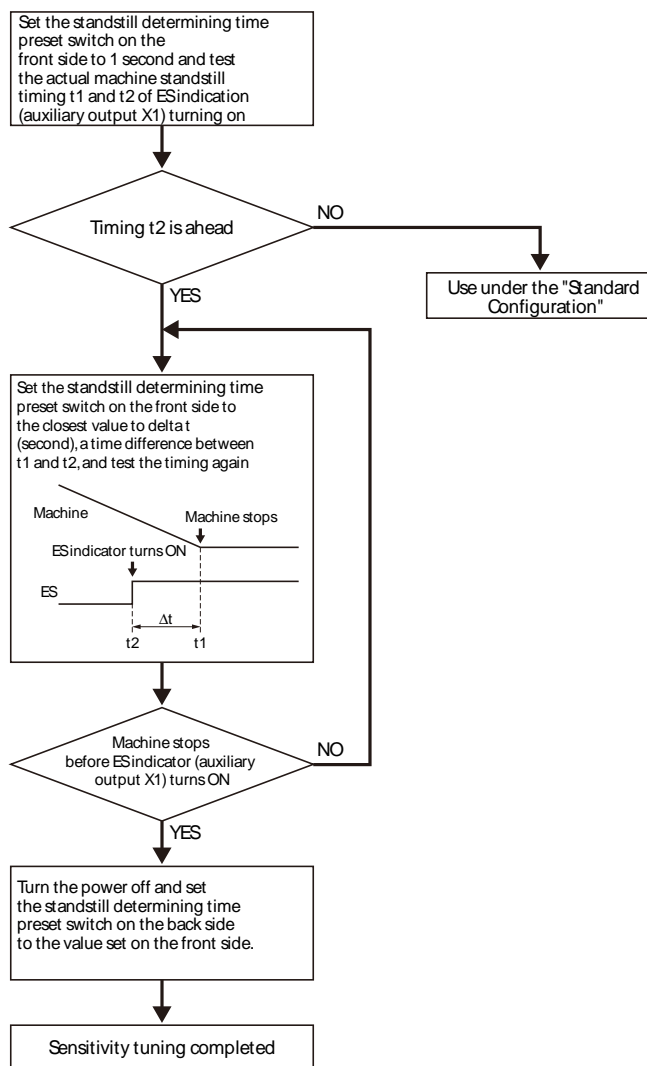 Set the standstill determining time
preset switch on the
front side to 1 second and test
the actual machine standstill
timing t1 and t2 of ES indication
(auxiliary output X1) turning on
Timing t2 is ahead
NO
Use under the "Standard
Configuration"
YES
Set the standstill determining time
preset switch on the front side to
the closest value to delta t
(second), a time difference between
t1 and t2, and test the timing again
Machine
Machine stops
ES indicator turns ON
ES
Δt
t2
t1
Machine stops
before ES indicator (auxiliary
output X1) turns ON
NO
YES
Turn the power off and set
the standstill determining time
preset switch on the back side
to the value set on the front side.
Sensitivity tuning completed